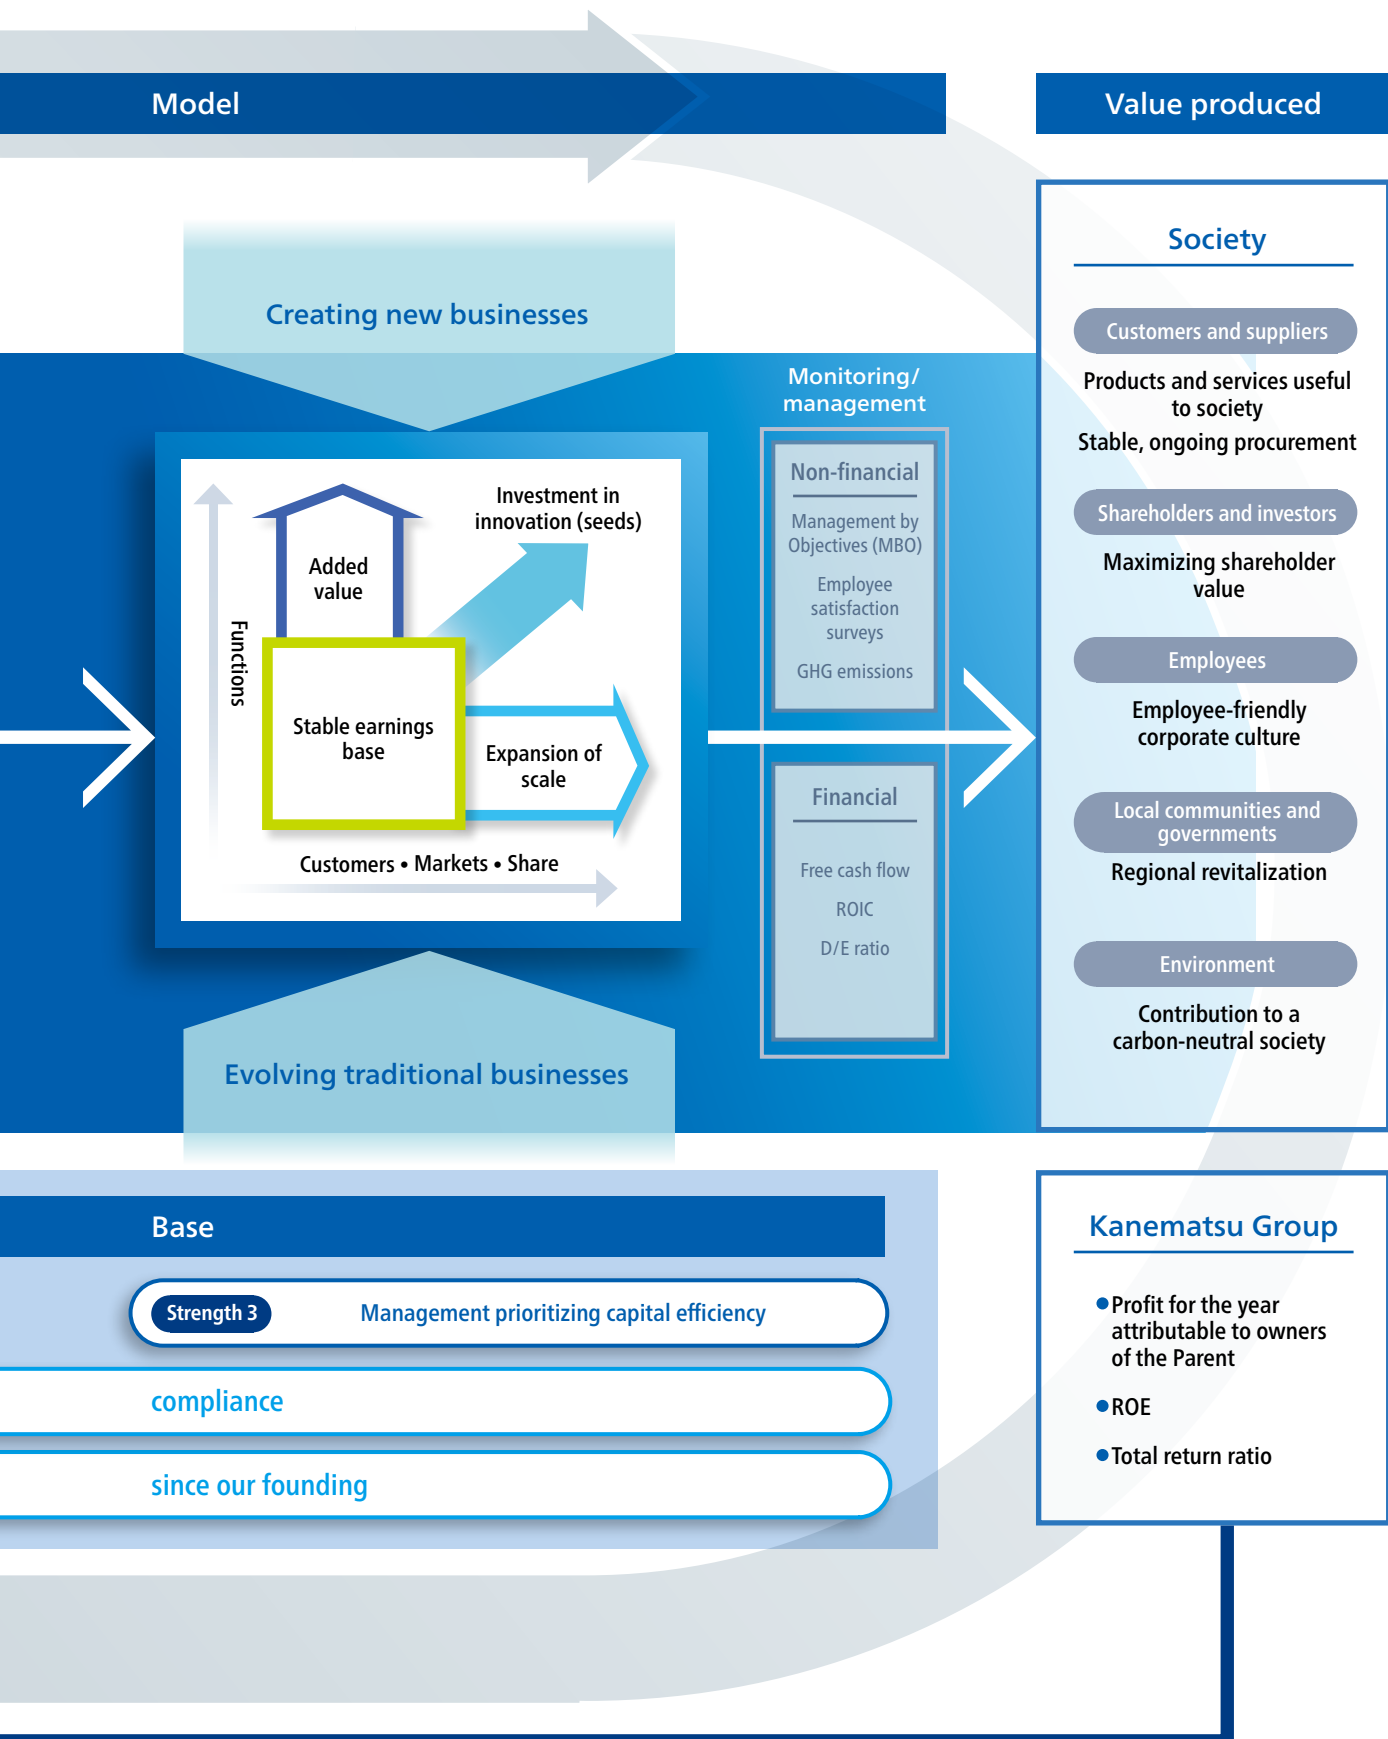 Model
Value produced
Creating new businesses
Investment in
innovation (seeds)
Added
value
Functions
Stable earnings
base
Expansion of
scale
Customers • Markets • Share
Evolving traditional businesses
Monitoring/
management
Non-financial
Management by
Objectives (MBO)
Employee
satisfaction
surveys
GHG emissions
Financial
Free cash flow
ROIC
D/E ratio
Society
Customers and suppliers
Products and services useful
to society
Stable, ongoing procurement
Shareholders and investors
Maximizing shareholder
value
Employees
Employee-friendly
corporate culture
Local communities and
governments
Regional revitalization
Environment
Contribution to a
carbon-neutral society
Base
Strength 3 Management prioritizing capital efficiency
compliance
since our founding
Kanematsu Group
•Profit for the year
attributable to owners
of the Parent
•ROE
•Total return ratio